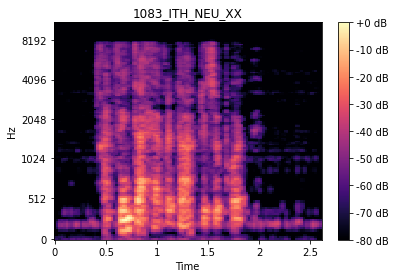 1083_ITH_NEU_XX
+0 dB
8192
-10 dB
4096
-20 dB
-30 dB
2048
Hz
-40 dB
1024
-50 dB
512
-60 dB
-70 dB
0
-80 dB
0 0.5 1 1.5 2 2.5
Time